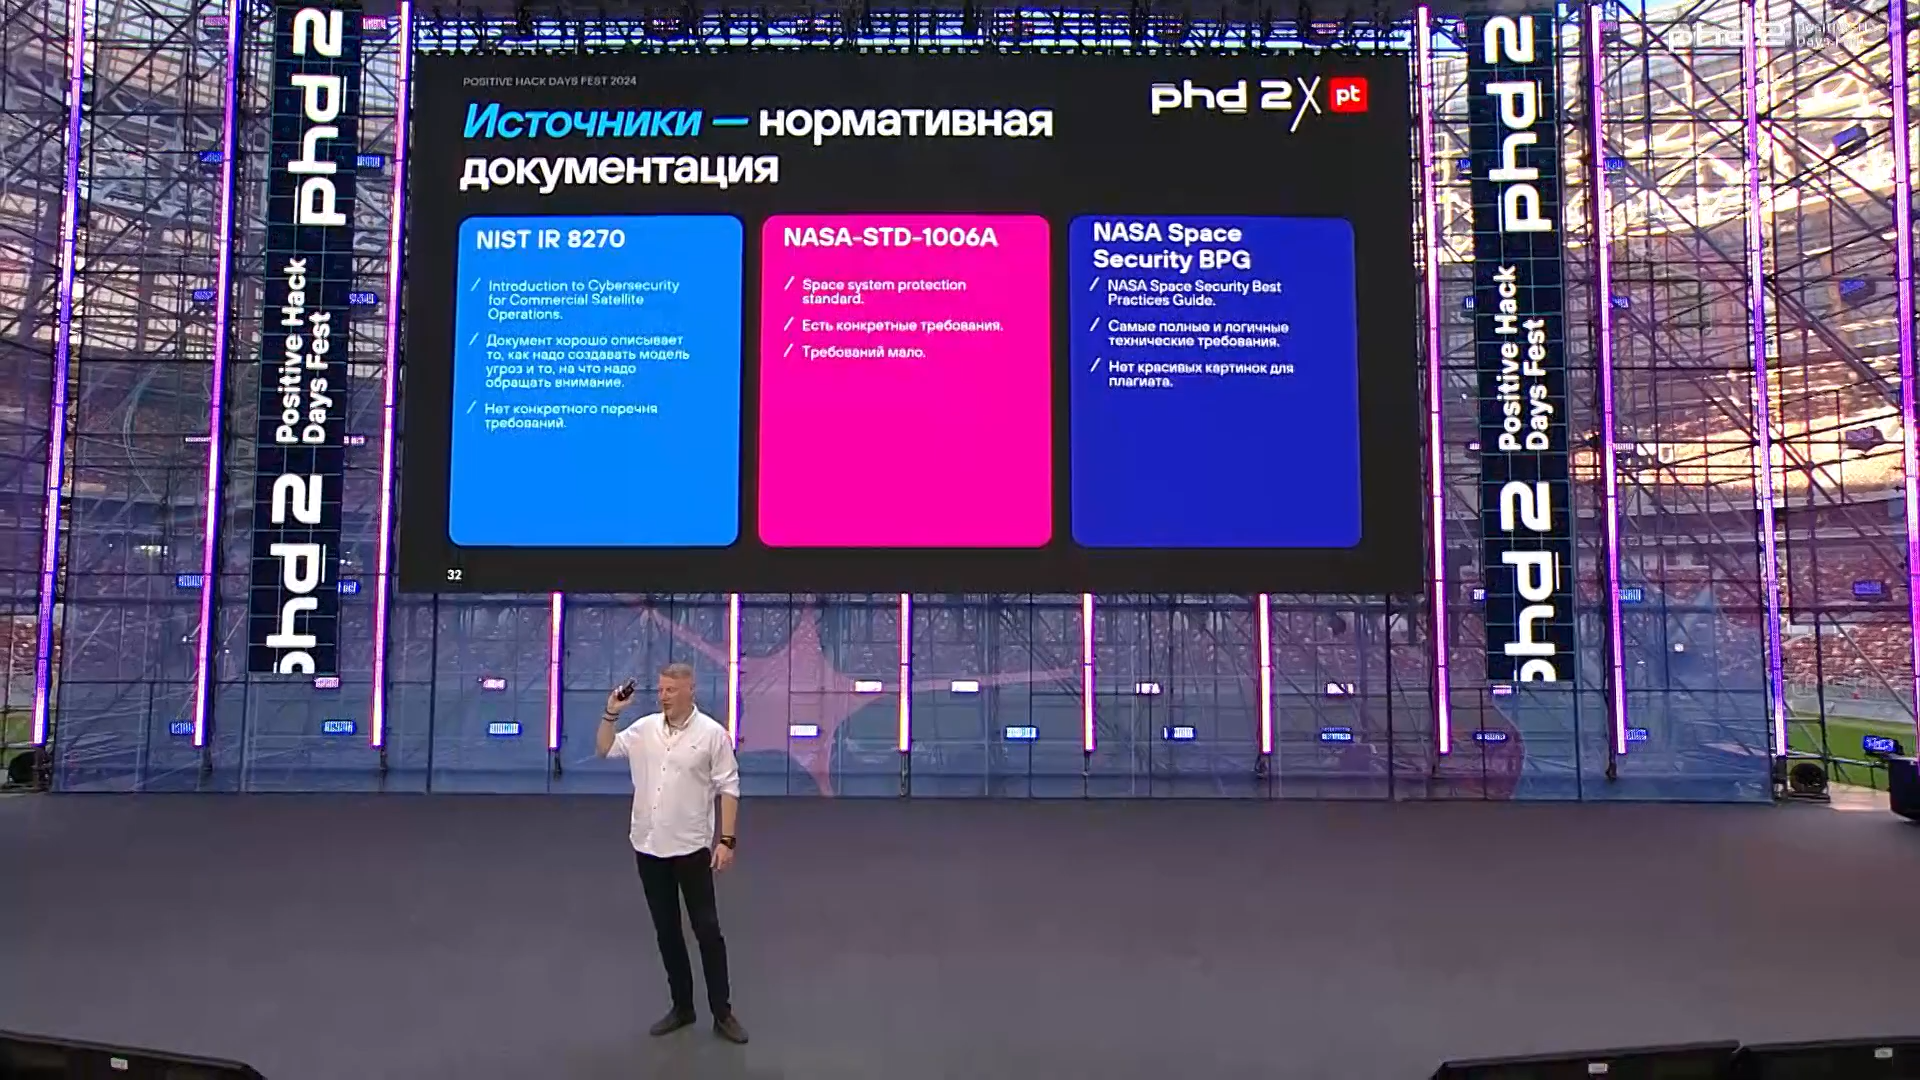 POSITIVE HACK DAYS FEST 2024
Источники — нормативная
документация
phd 2
pt
NIST IR 8270
/ Introduction to Cybersecurity
for Commercial Satellite
Operations.
/ Документ хорошо описывает
то, как надо создавать модель
угроз и то, на что надо
обращать внимание.
/ Нет конкретного перечня
требований.
NASA-STD-1006A
/ Space system protection
standard.
/ Есть конкретные требования.
/ Требований мало.
NASA Space
Security BPG
/ NASA Space Security Best
Practices Guide.
/ Самые полные и логичные
технические требования.
/ Нет красивых картинок для
плагиата.
32
phd 2
Positive Hack
Days Fest
phd 2
phd 2
Positive Hack
Days Fest
phd 2